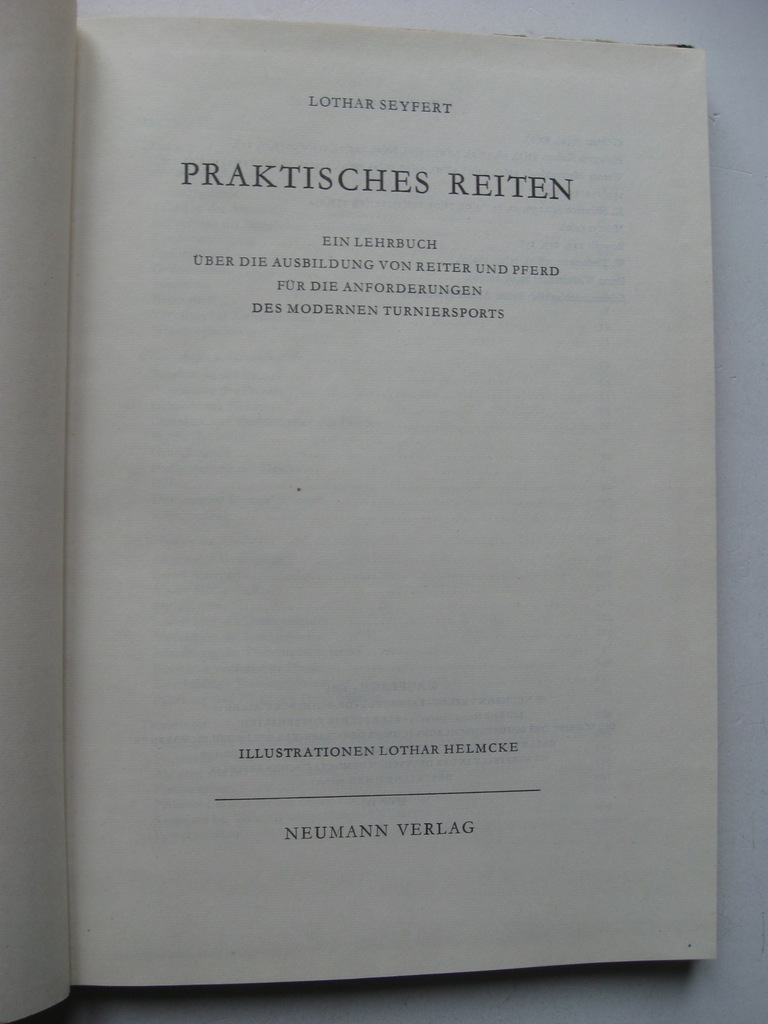 LOTHAR SEYFERT
PRAKTISCHES REITEN
EIN LEHRBUCH
ÜBER DIE AUSBILDUNG VON REITER UND PFERD
FÜR DIE ANFORDERUNGEN
DES MODERNEN TURNIERSPORTS
ILLUSTRATIONEN LOTHAR HELMCKE
NEUMANN VERLAG